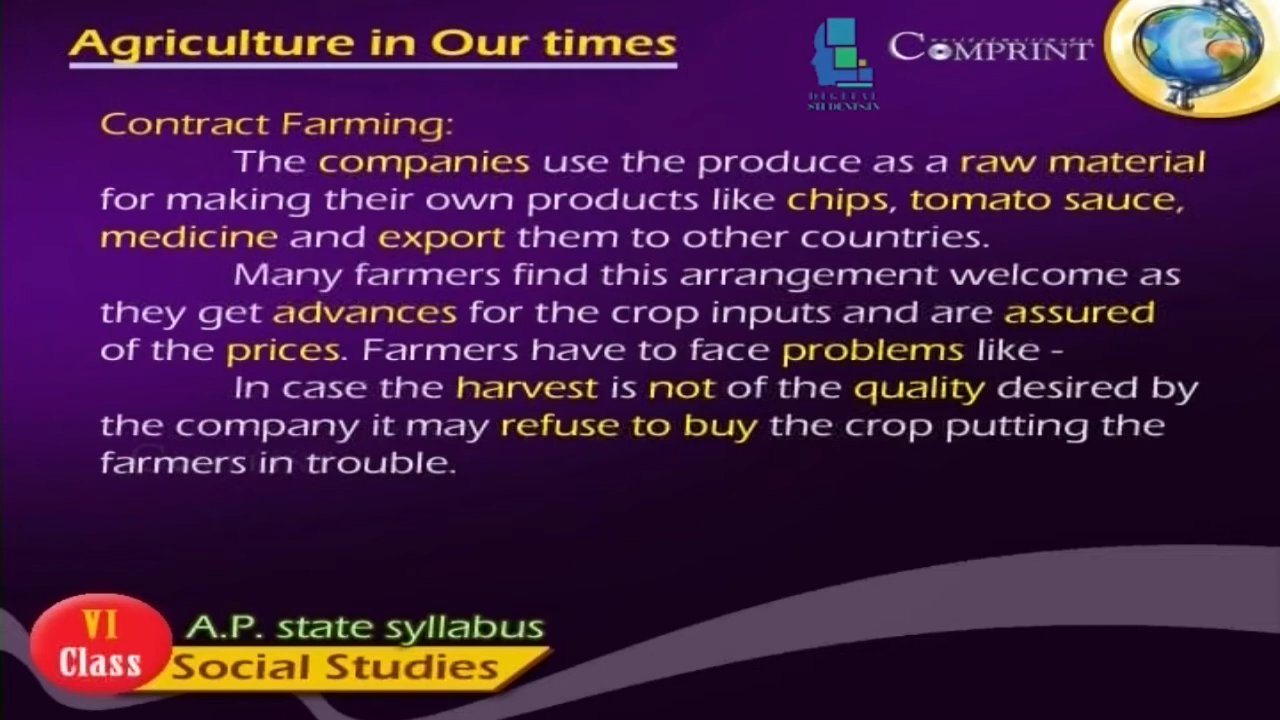 Agriculture in Our times
COMPRINT
DIGITAL
STUDENTS.IN
Contract Farming:
The companies use the produce as a raw material
for making their own products like chips, tomato sauce,
medicine and export them to other countries.
Many farmers find this arrangement welcome as
they get advances for the crop inputs and are assured
of the prices. Farmers have to face problems like -
In case the harvest is not of the quality desired by
the company it may refuse to buy the crop putting the
farmers in trouble.
VI
Class
A.P. state syllabus
Social Studies